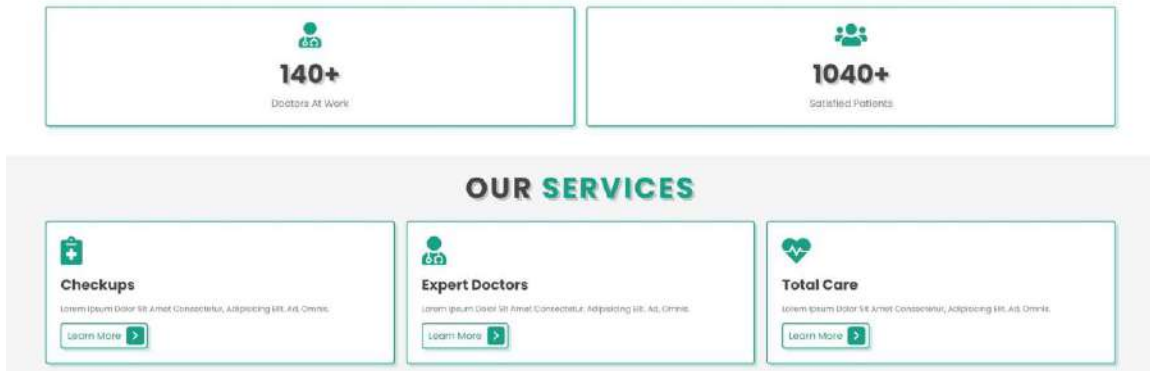 140+
Doctors At Work
1040+
Satisfied Patients
OUR SERVICES
Checkups
Lorem Ipsum Dolor Sit Amet Consectetur, Adipisicing Elit. Ad, Omnis.
Learn More
Expert Doctors
Lorem Ipsum Dolor Sit Amet Consectetur, Adipisicing Elit. Ad, Omnis.
Learn More
Total Care
Lorem Ipsum Dolor Sit Amet Consectetur, Adipisicing Elit. Ad, Omnis.
Learn More